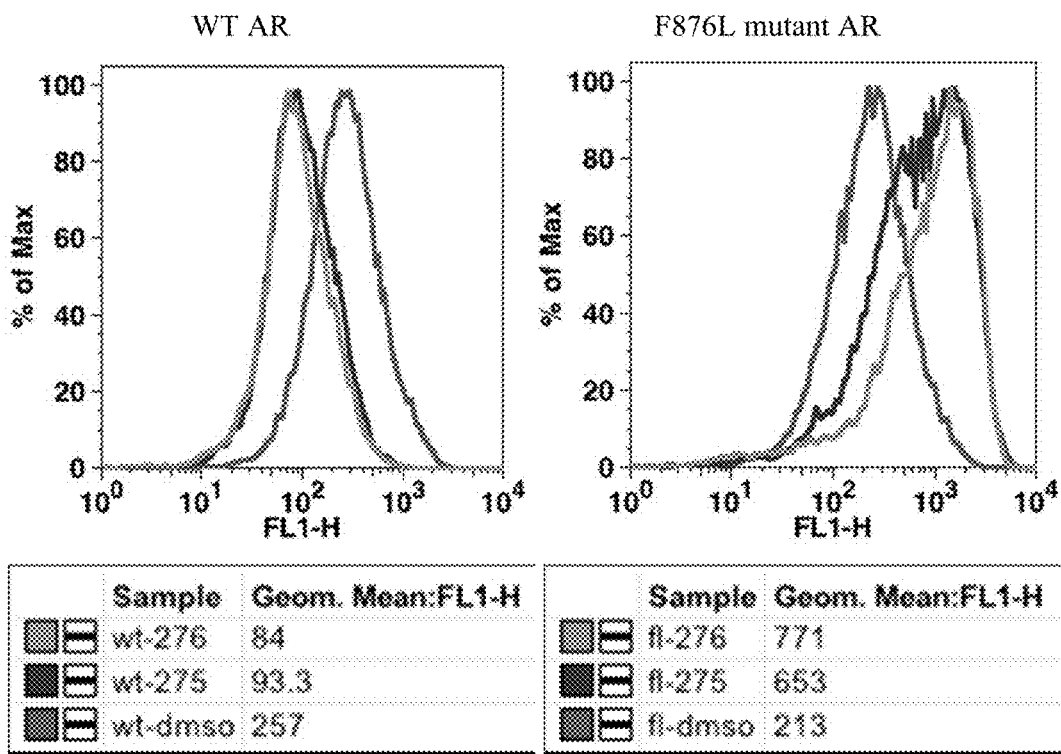 WT AR
F876L mutant AR
100
80
60
40
20
0
% of Max
10^0 10^1 10^2 10^3 10^4
FL1-H
100
80
60
40
20
0
% of Max
10^0 10^1 10^2 10^3 10^4
FL1-H
Sample Geom. Mean:FL1-H
wt-276 84
wt-275 93.3
wt-dmso 257
Sample Geom. Mean:FL1-H
fl-276 771
fl-275 653
fl-dmso 213